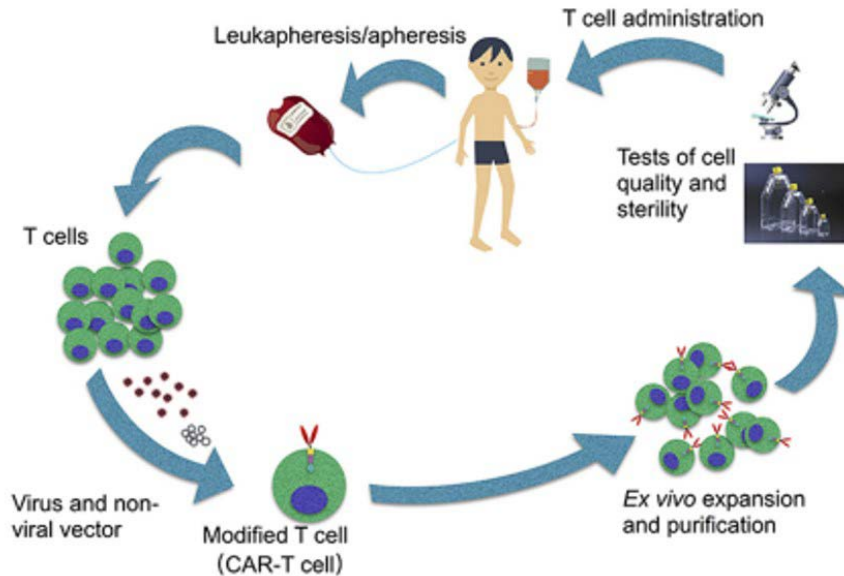 T cell administration
Leukapheresis/apheresis
Tests of cell
quality and
sterility
T cells
Virus and non-
viral vector
Modified T cell
(CAR-T cell)
Ex vivo expansion
and purification